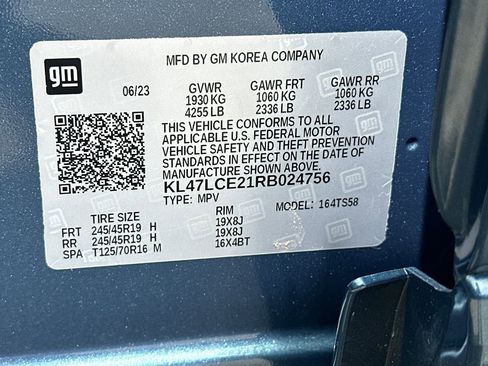 gm
MFD BY GM KOREA COMPANY
06/23 GVWR GAWR FRT GAWR RR
1930 KG 1060 KG 1060 KG
4255 LB 2336 LB 2336 LB
THIS VEHICLE CONFORMS TO ALL
APPLICABLE U.S. FEDERAL MOTOR
VEHICLE SAFETY AND THEFT PREVENTION
STANDARDS IN EFFECT ON THE DATE OF
MANUFACTURE SHOWN ABOVE.
KL47LCE21RB024756
TYPE: MPV MODEL: 164TS58
TIRE SIZE RIM
FRT 245/45R19 H 19X8J
RR 245/45R19 H 19X8J
SPA T125/70R16 M 16X4BT